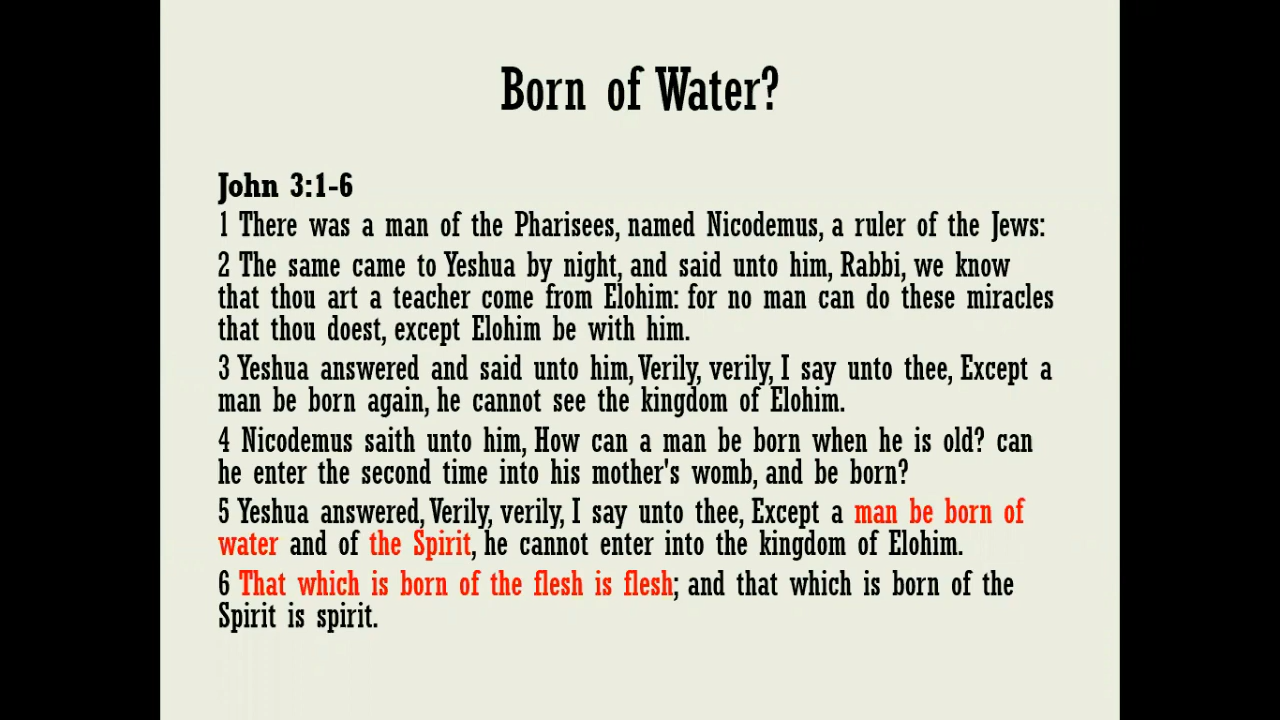 Born of Water?
John 3:1-6
1 There was a man of the Pharisees, named Nicodemus, a ruler of the Jews:
2 The same came to Yeshua by night, and said unto him, Rabbi, we know
that thou art a teacher come from Elohim: for no man can do these miracles
that thou doest, except Elohim be with him.
3 Yeshua answered and said unto him, Verily, verily, I say unto thee, Except a
man be born again, he cannot see the kingdom of Elohim.
4 Nicodemus saith unto him, How can a man be born when he is old? can
he enter the second time into his mother's womb, and be born?
5 Yeshua answered, Verily, verily, I say unto thee, Except a man be born of
water and of the Spirit, he cannot enter into the kingdom of Elohim.
6 That which is born of the flesh is flesh; and that which is born of the
Spirit is spirit.